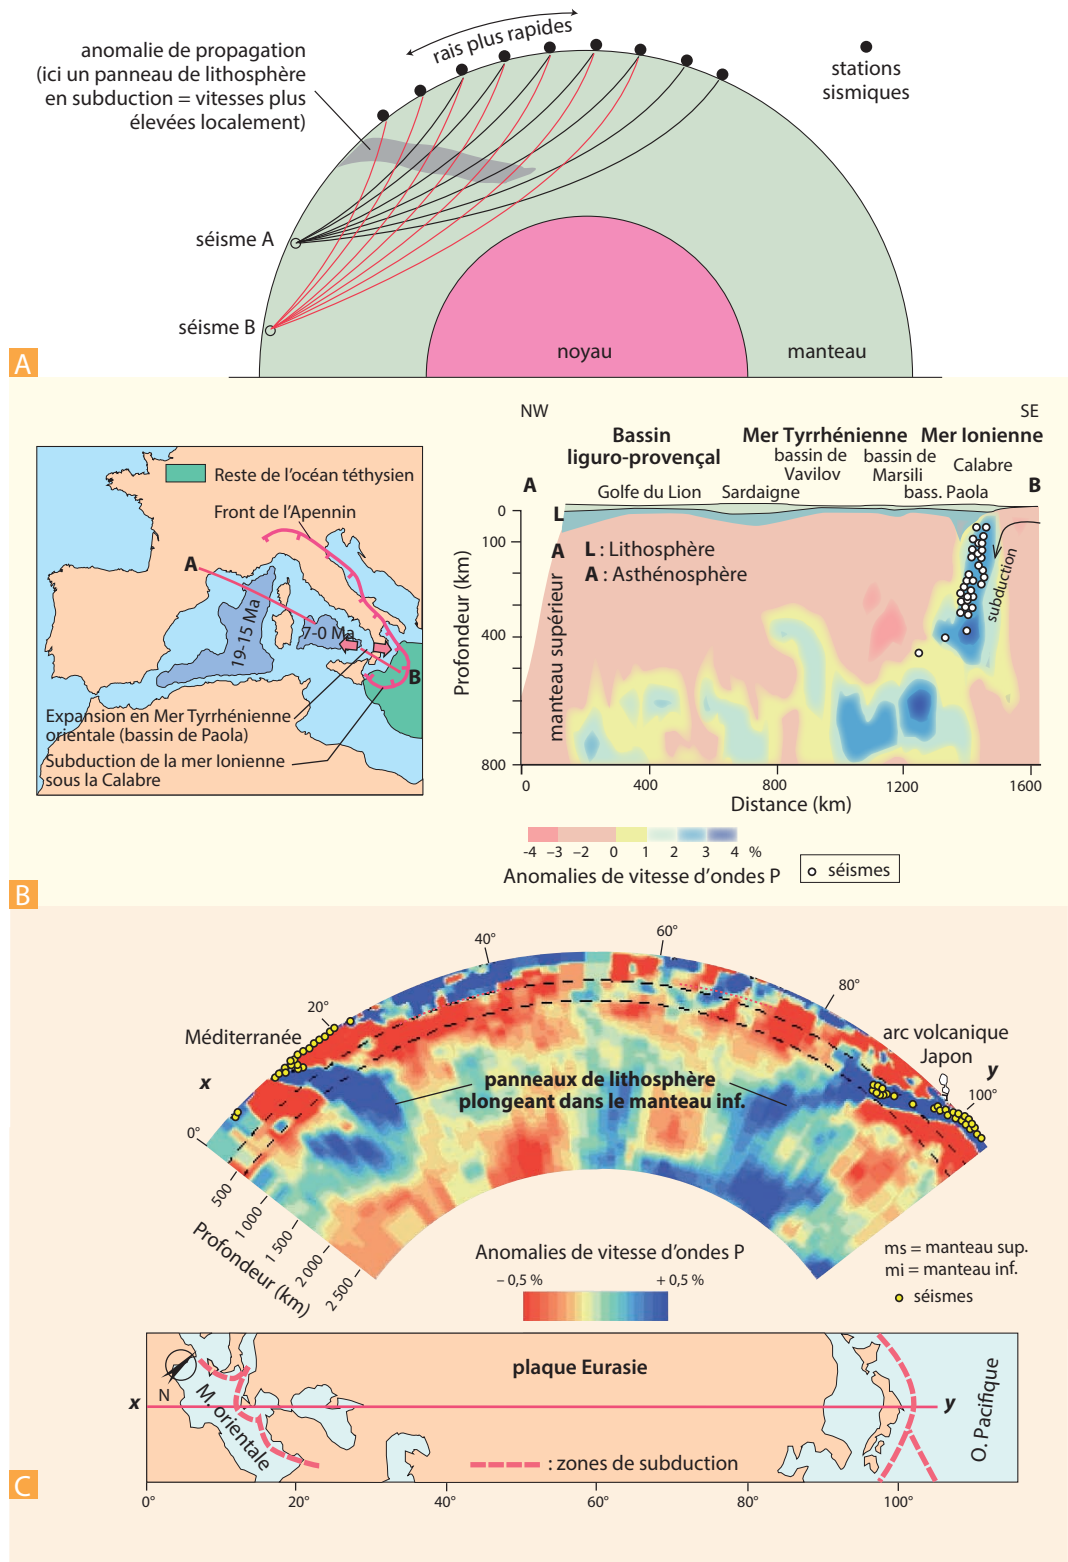 anomalie de propagation
(ici un panneau de lithosphère
en subduction = vitesses plus
élevées localement)
rais plus rapides
stations
sismiques
séisme A
séisme B
noyau
manteau
A
NW
SE
Bassin
liguro-provençal
Mer Tyrrhénienne
bassin de
Vavilov
bassin de
Marsili
Mer Ionienne
Calabre
A
Golfe du Lion
Sardaigne
bass. Paola
B
Reste de l'océan téthysien
Front de l'Apennin
A
19-15 Ma
7-0 Ma
B
Expansion en Mer Tyrrhénienne
orientale (bassin de Paola)
Subduction de la mer Ionienne
sous la Calabre
Profondeur (km)
0
100
400
800
L
A
manteau supérieur
L : Lithosphère
A : Asthénosphère
subduction
0
400
800
1200
1600
Distance (km)
-4
-3
-2
0
1
2
3
4
%
Anomalies de vitesse d'ondes P
séismes
B
40°
60°
20°
80°
Méditerranée
arc volcanique
Japon
x
y
0°
100°
panneaux de lithosphère
plongeant dans le manteau inf.
500
1 000
1 500
2 000
2 500
Profondeur (km)
Anomalies de vitesse d'ondes P
– 0,5 %
+ 0,5 %
ms = manteau sup.
mi = manteau inf.
séismes
N
plaque Eurasie
x
y
M. orientale
O. Pacifique
: zones de subduction
C
0°
20°
40°
60°
80°
100°